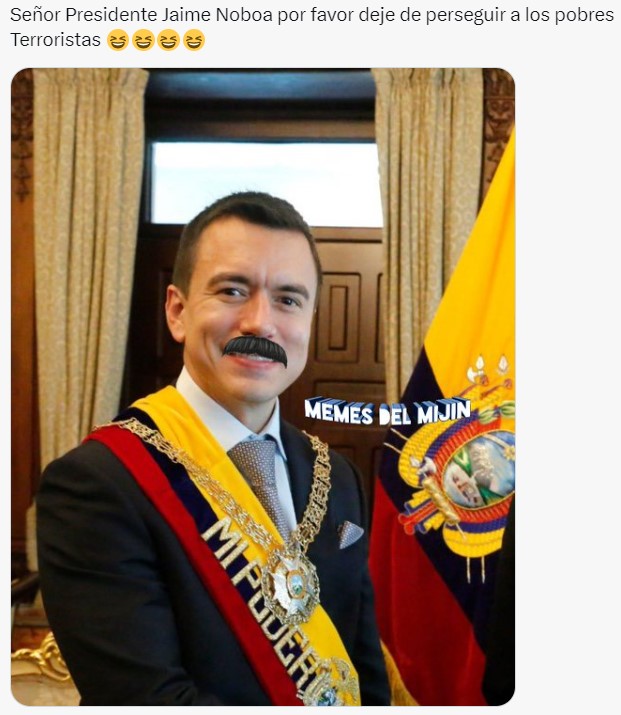 Señor Presidente Jaime Noboa por favor deje de perseguir a los pobres
Terroristas 😆😆😆😆
MEMES DEL MIJIN
MI PODER